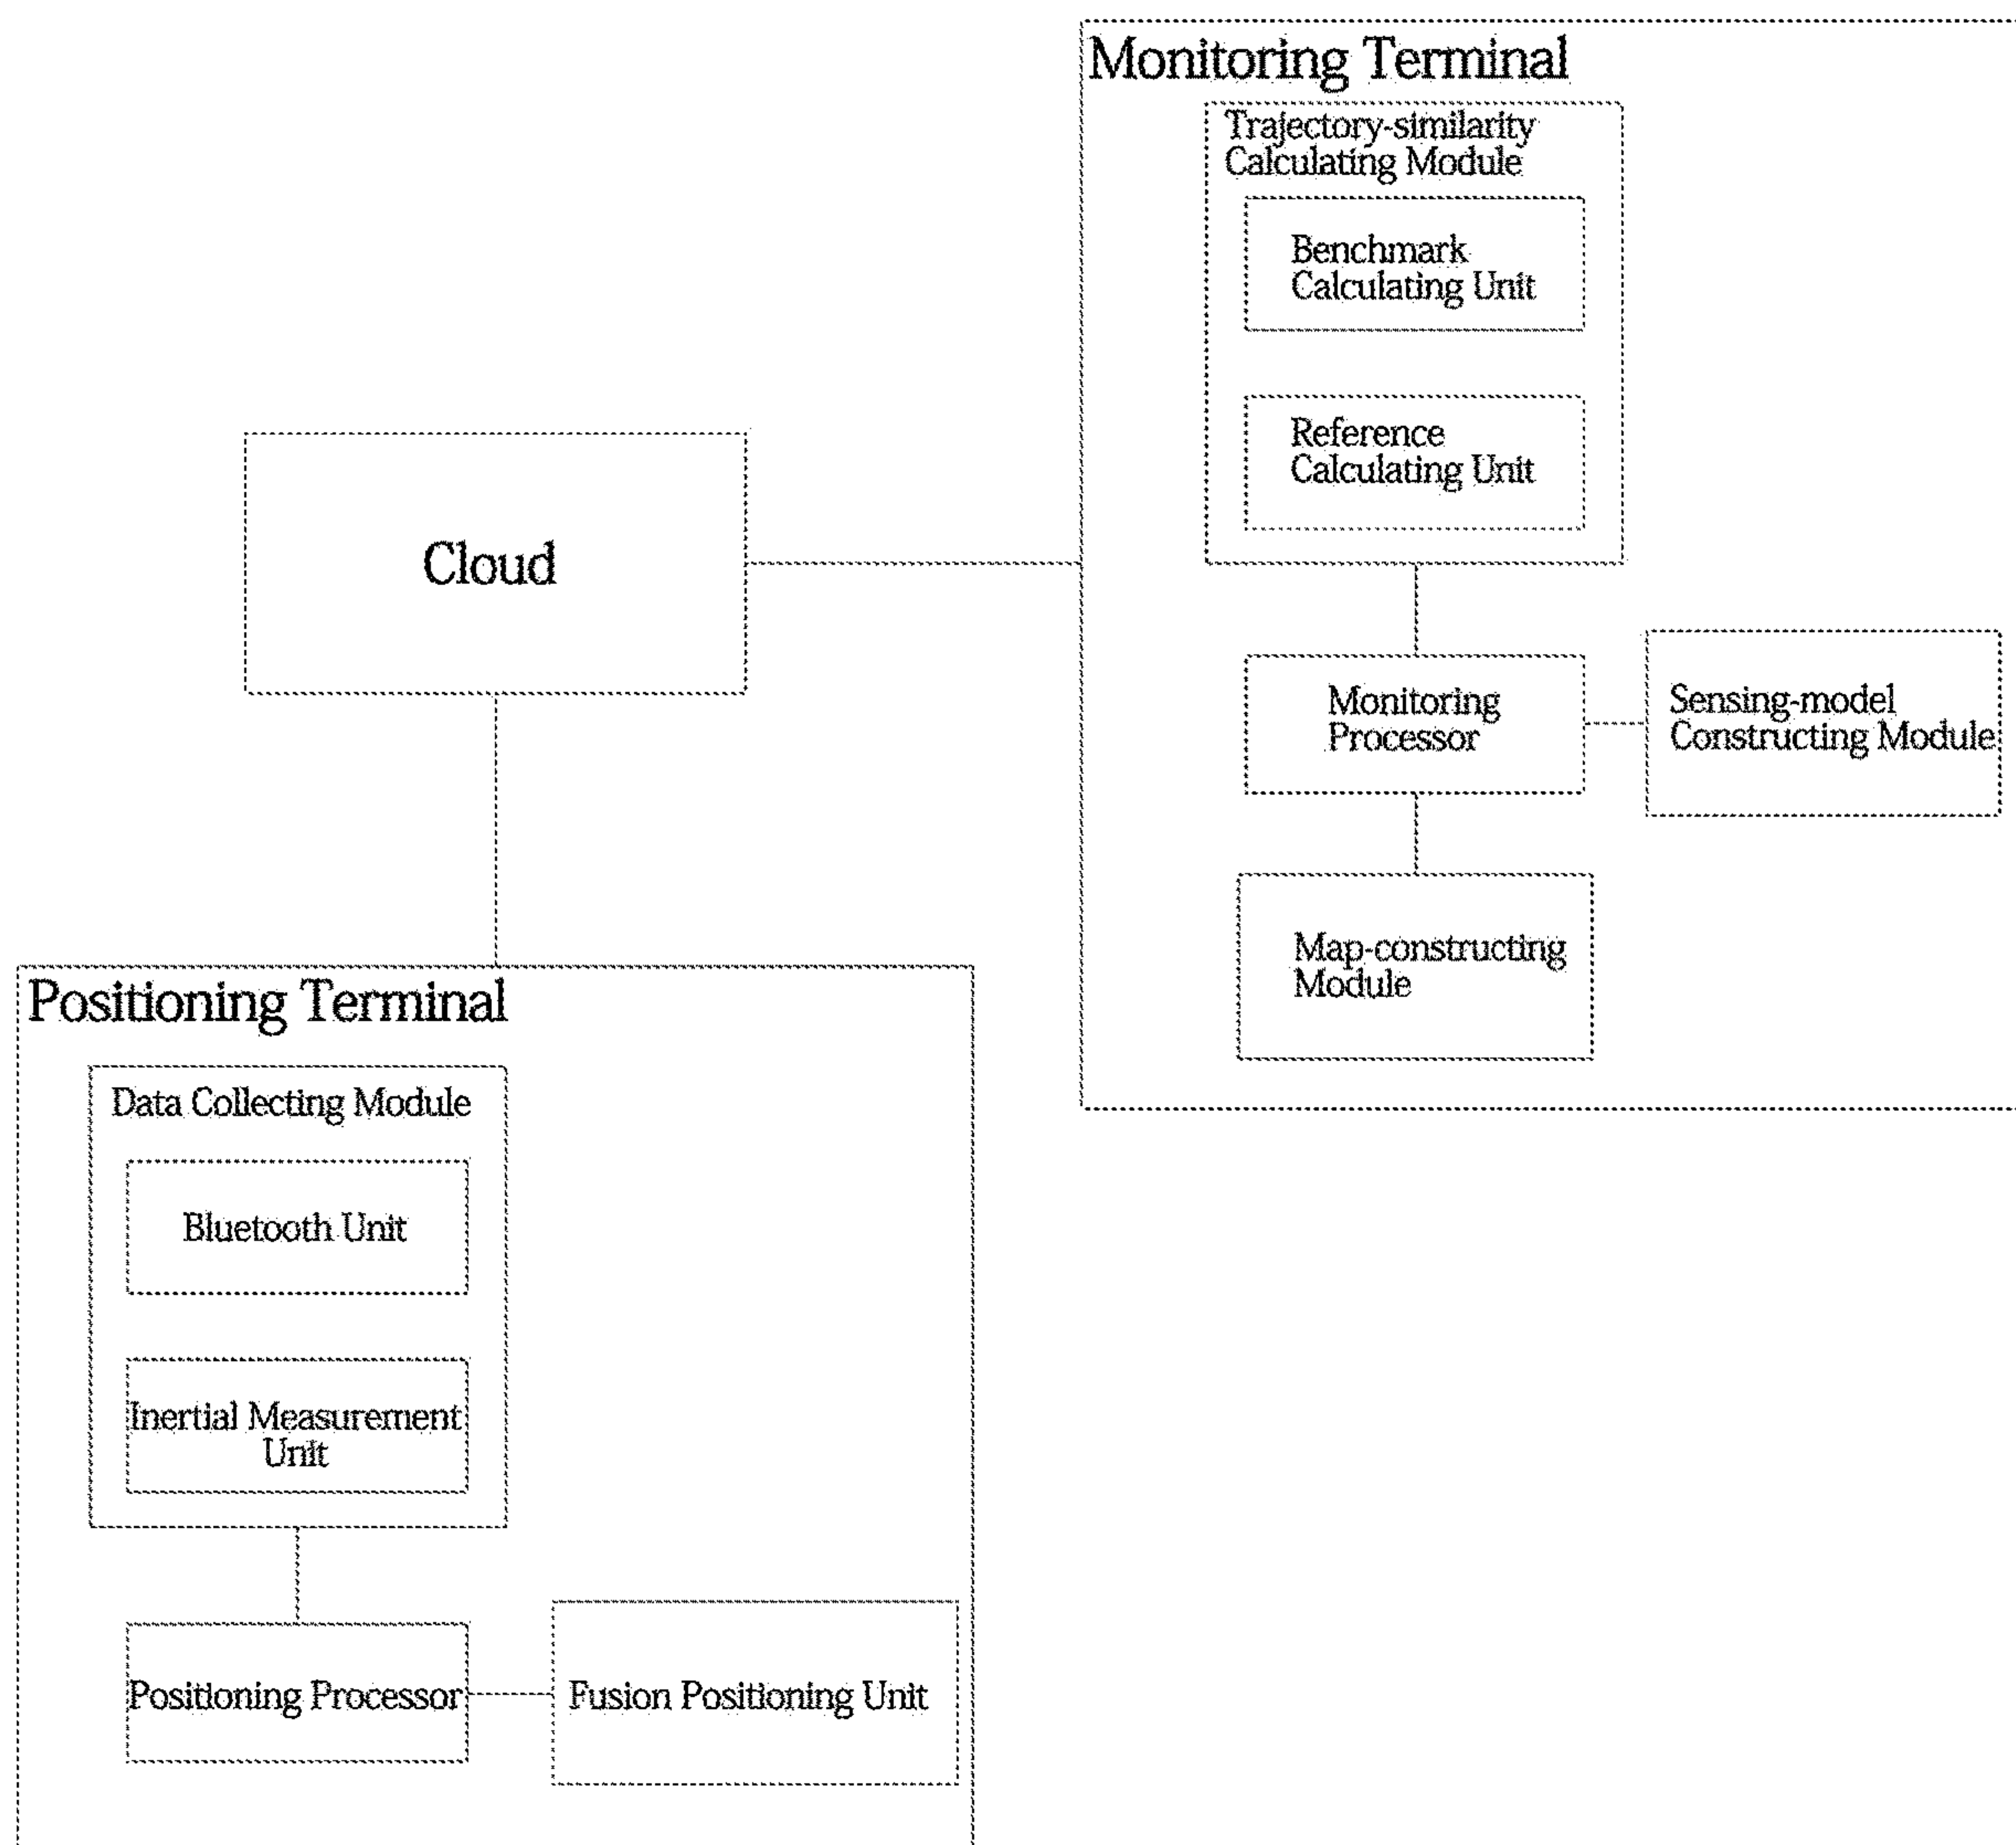 Monitoring Terminal
Trajectory-similarity
Calculating Module
Benchmark
Calculating Unit
Reference
Calculating Unit
Cloud
Monitoring
Processor
Sensing-model
Constructing Module
Map-constructing
Module
Positioning Terminal
Data Collecting Module
Bluetooth Unit
Inertial Measurement
Unit
Positioning Processor
Fusion Positioning Unit